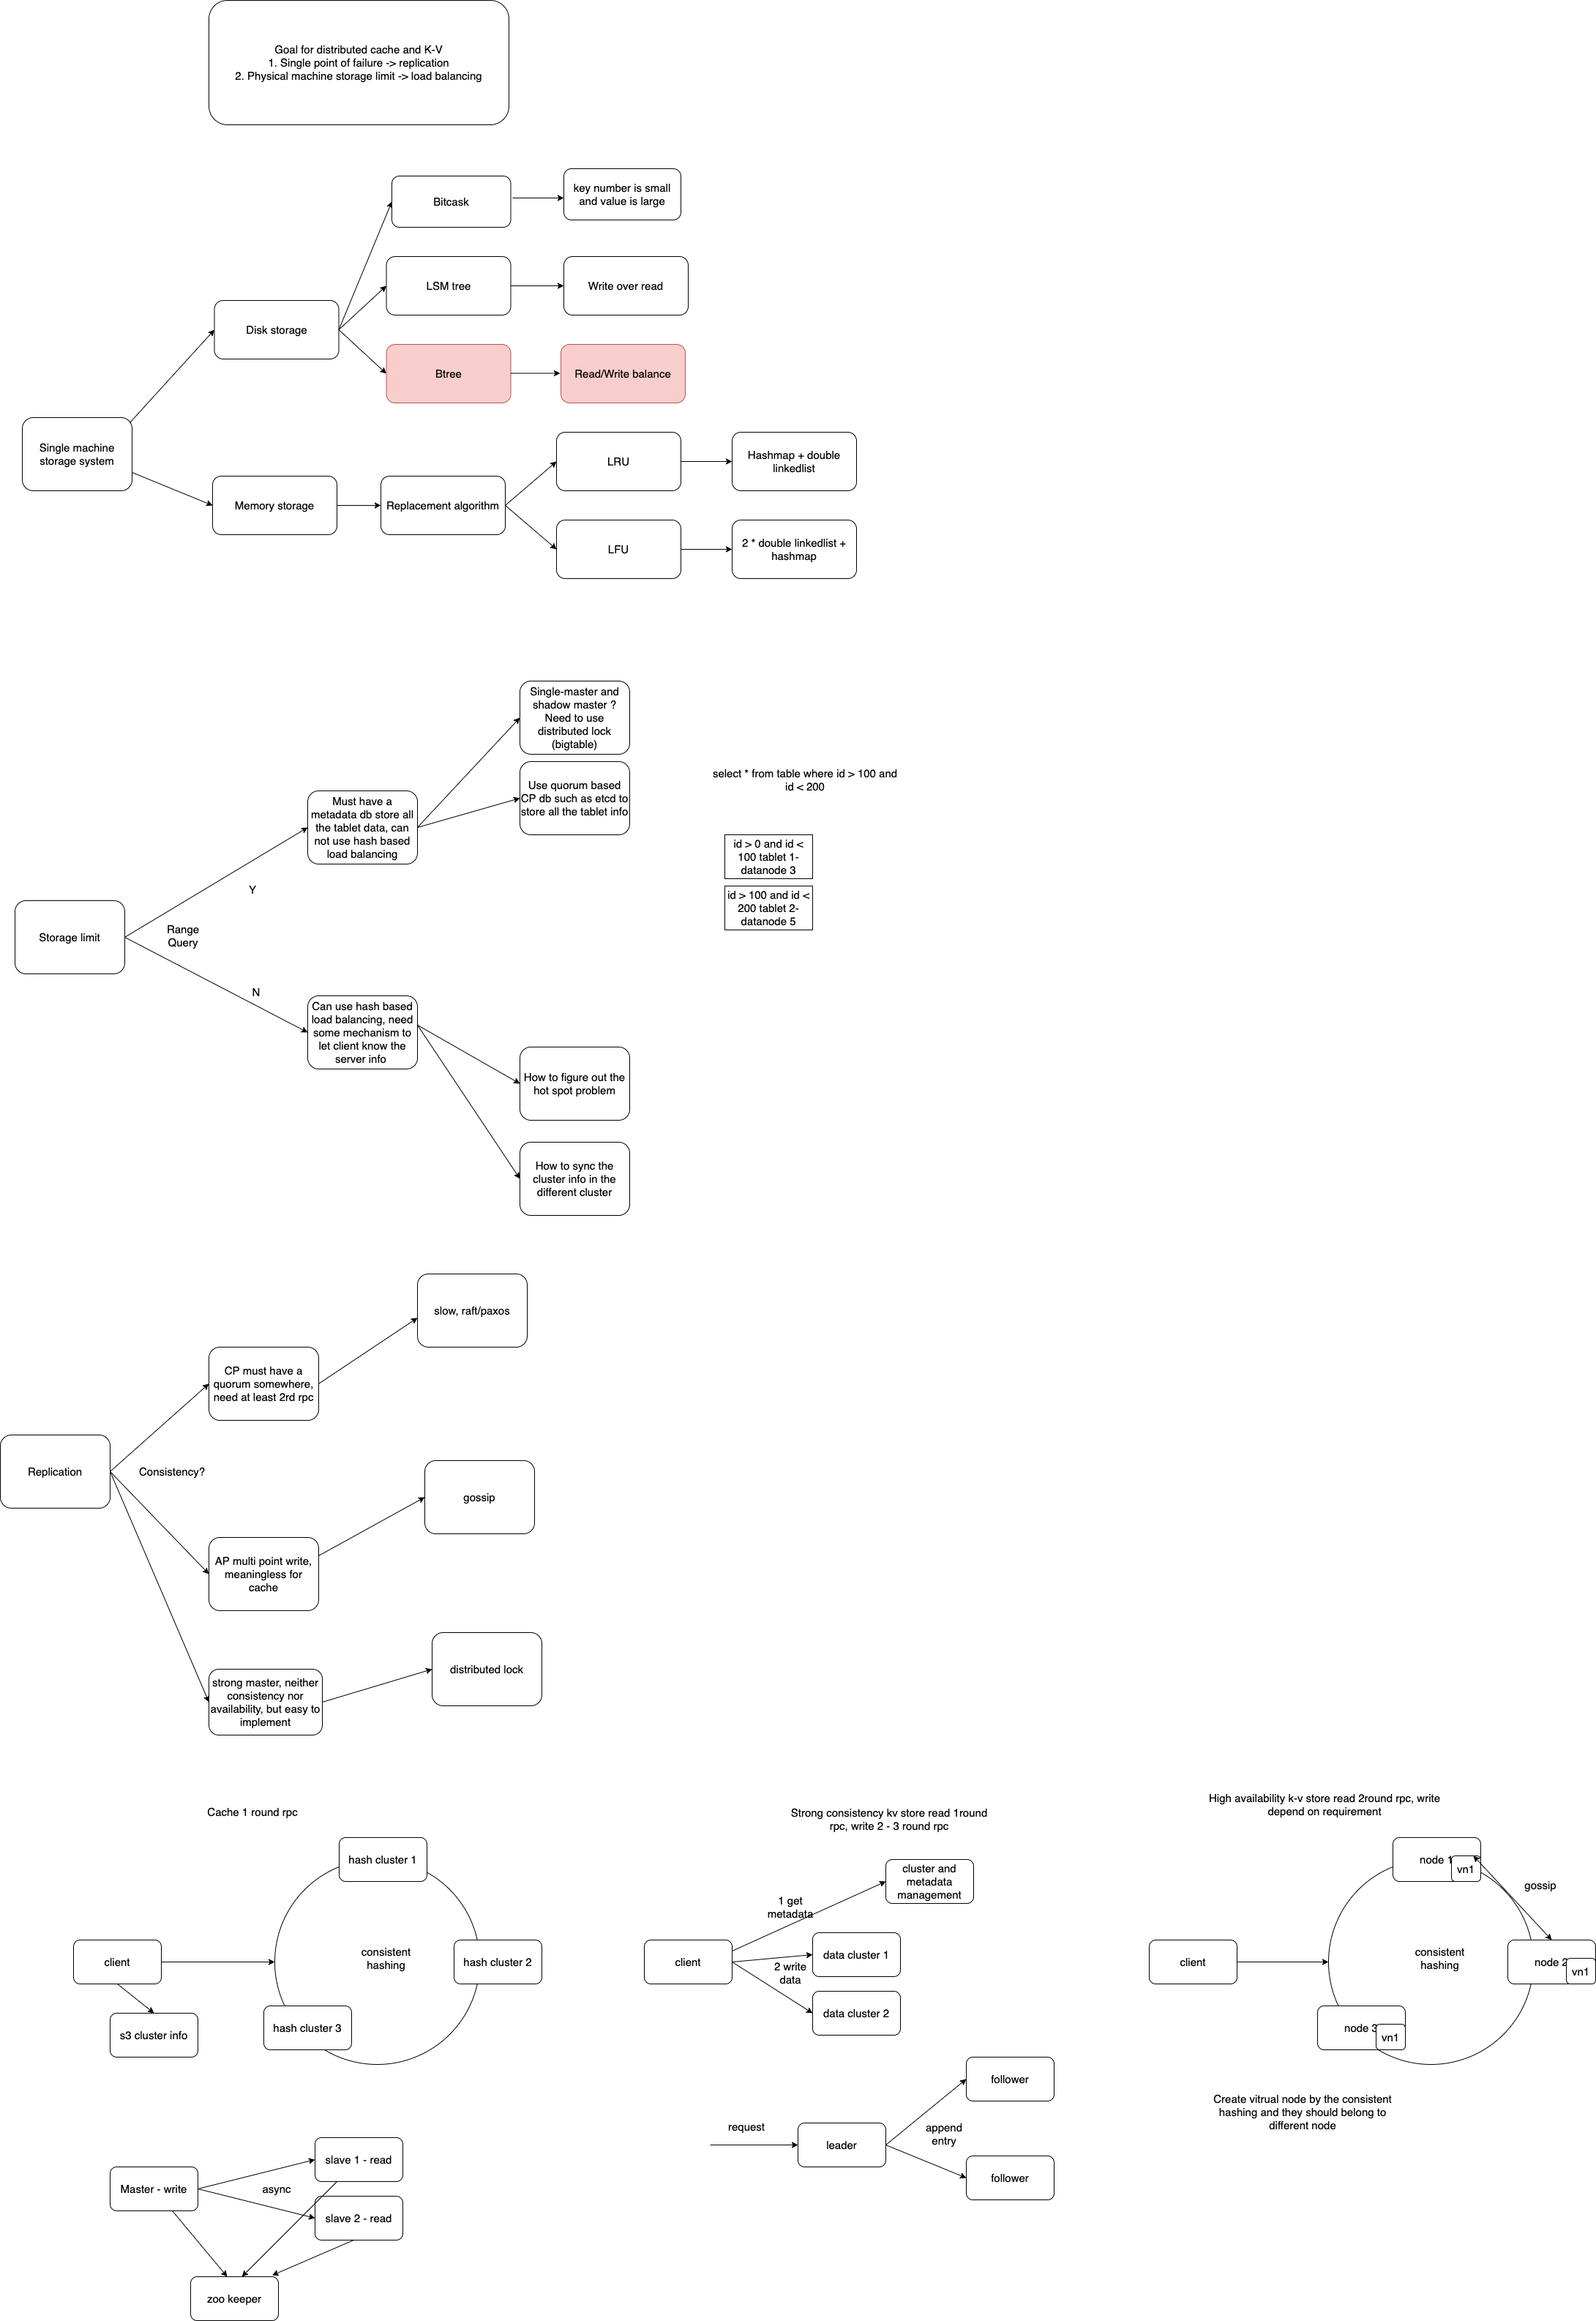 Goal for distributed cache and K-V
1. Single point of failure -> replication
2. Physical machine storage limit -> load balancing
Bitcask
key number is small
and value is large
LSM tree
Write over read
Disk storage
Btree
Read/Write balance
Single machine
storage system
LRU
Hashmap + double
linkedlist
Memory storage
Replacement algorithm
LFU
2 * double linkedlist +
hashmap
Single-master and
shadow master ?
Need to use
distributed lock
(bigtable)
select * from table where id > 100 and
id < 200
Use quorum based
CP db such as etcd to
store all the tablet info
Must have a
metadata db store all
the tablet data, can
not use hash based
load balancing
id > 0 and id <
100 tablet 1-
datanode 3
id > 100 and id <
200 tablet 2-
datanode 5
Y
Storage limit
Range
Query
N
Can use hash based
load balancing, need
some mechanism to
let client know the
server info
How to figure out the
hot spot problem
How to sync the
cluster info in the
different cluster
slow, raft/paxos
CP must have a
quorum somewhere,
need at least 2rd rpc
Replication
Consistency?
gossip
AP multi point write,
meaningless for
cache
distributed lock
strong master, neither
consistency nor
availability, but easy to
implement
Cache 1 round rpc
hash cluster 1
client
consistent
hashing
hash cluster 2
s3 cluster info
hash cluster 3
Master - write
async
slave 1 - read
slave 2 - read
zoo keeper
Strong consistency kv store read 1round
rpc, write 2 - 3 round rpc
cluster and
metadata
management
1 get
metadata
client
data cluster 1
2 write
data
data cluster 2
follower
request
leader
append
entry
follower
High availability k-v store read 2round rpc, write
depend on requirement
node 1
vn1
gossip
client
consistent
hashing
node 2
vn1
node 3
vn1
Create vitrual node by the consistent
hashing and they should belong to
different node